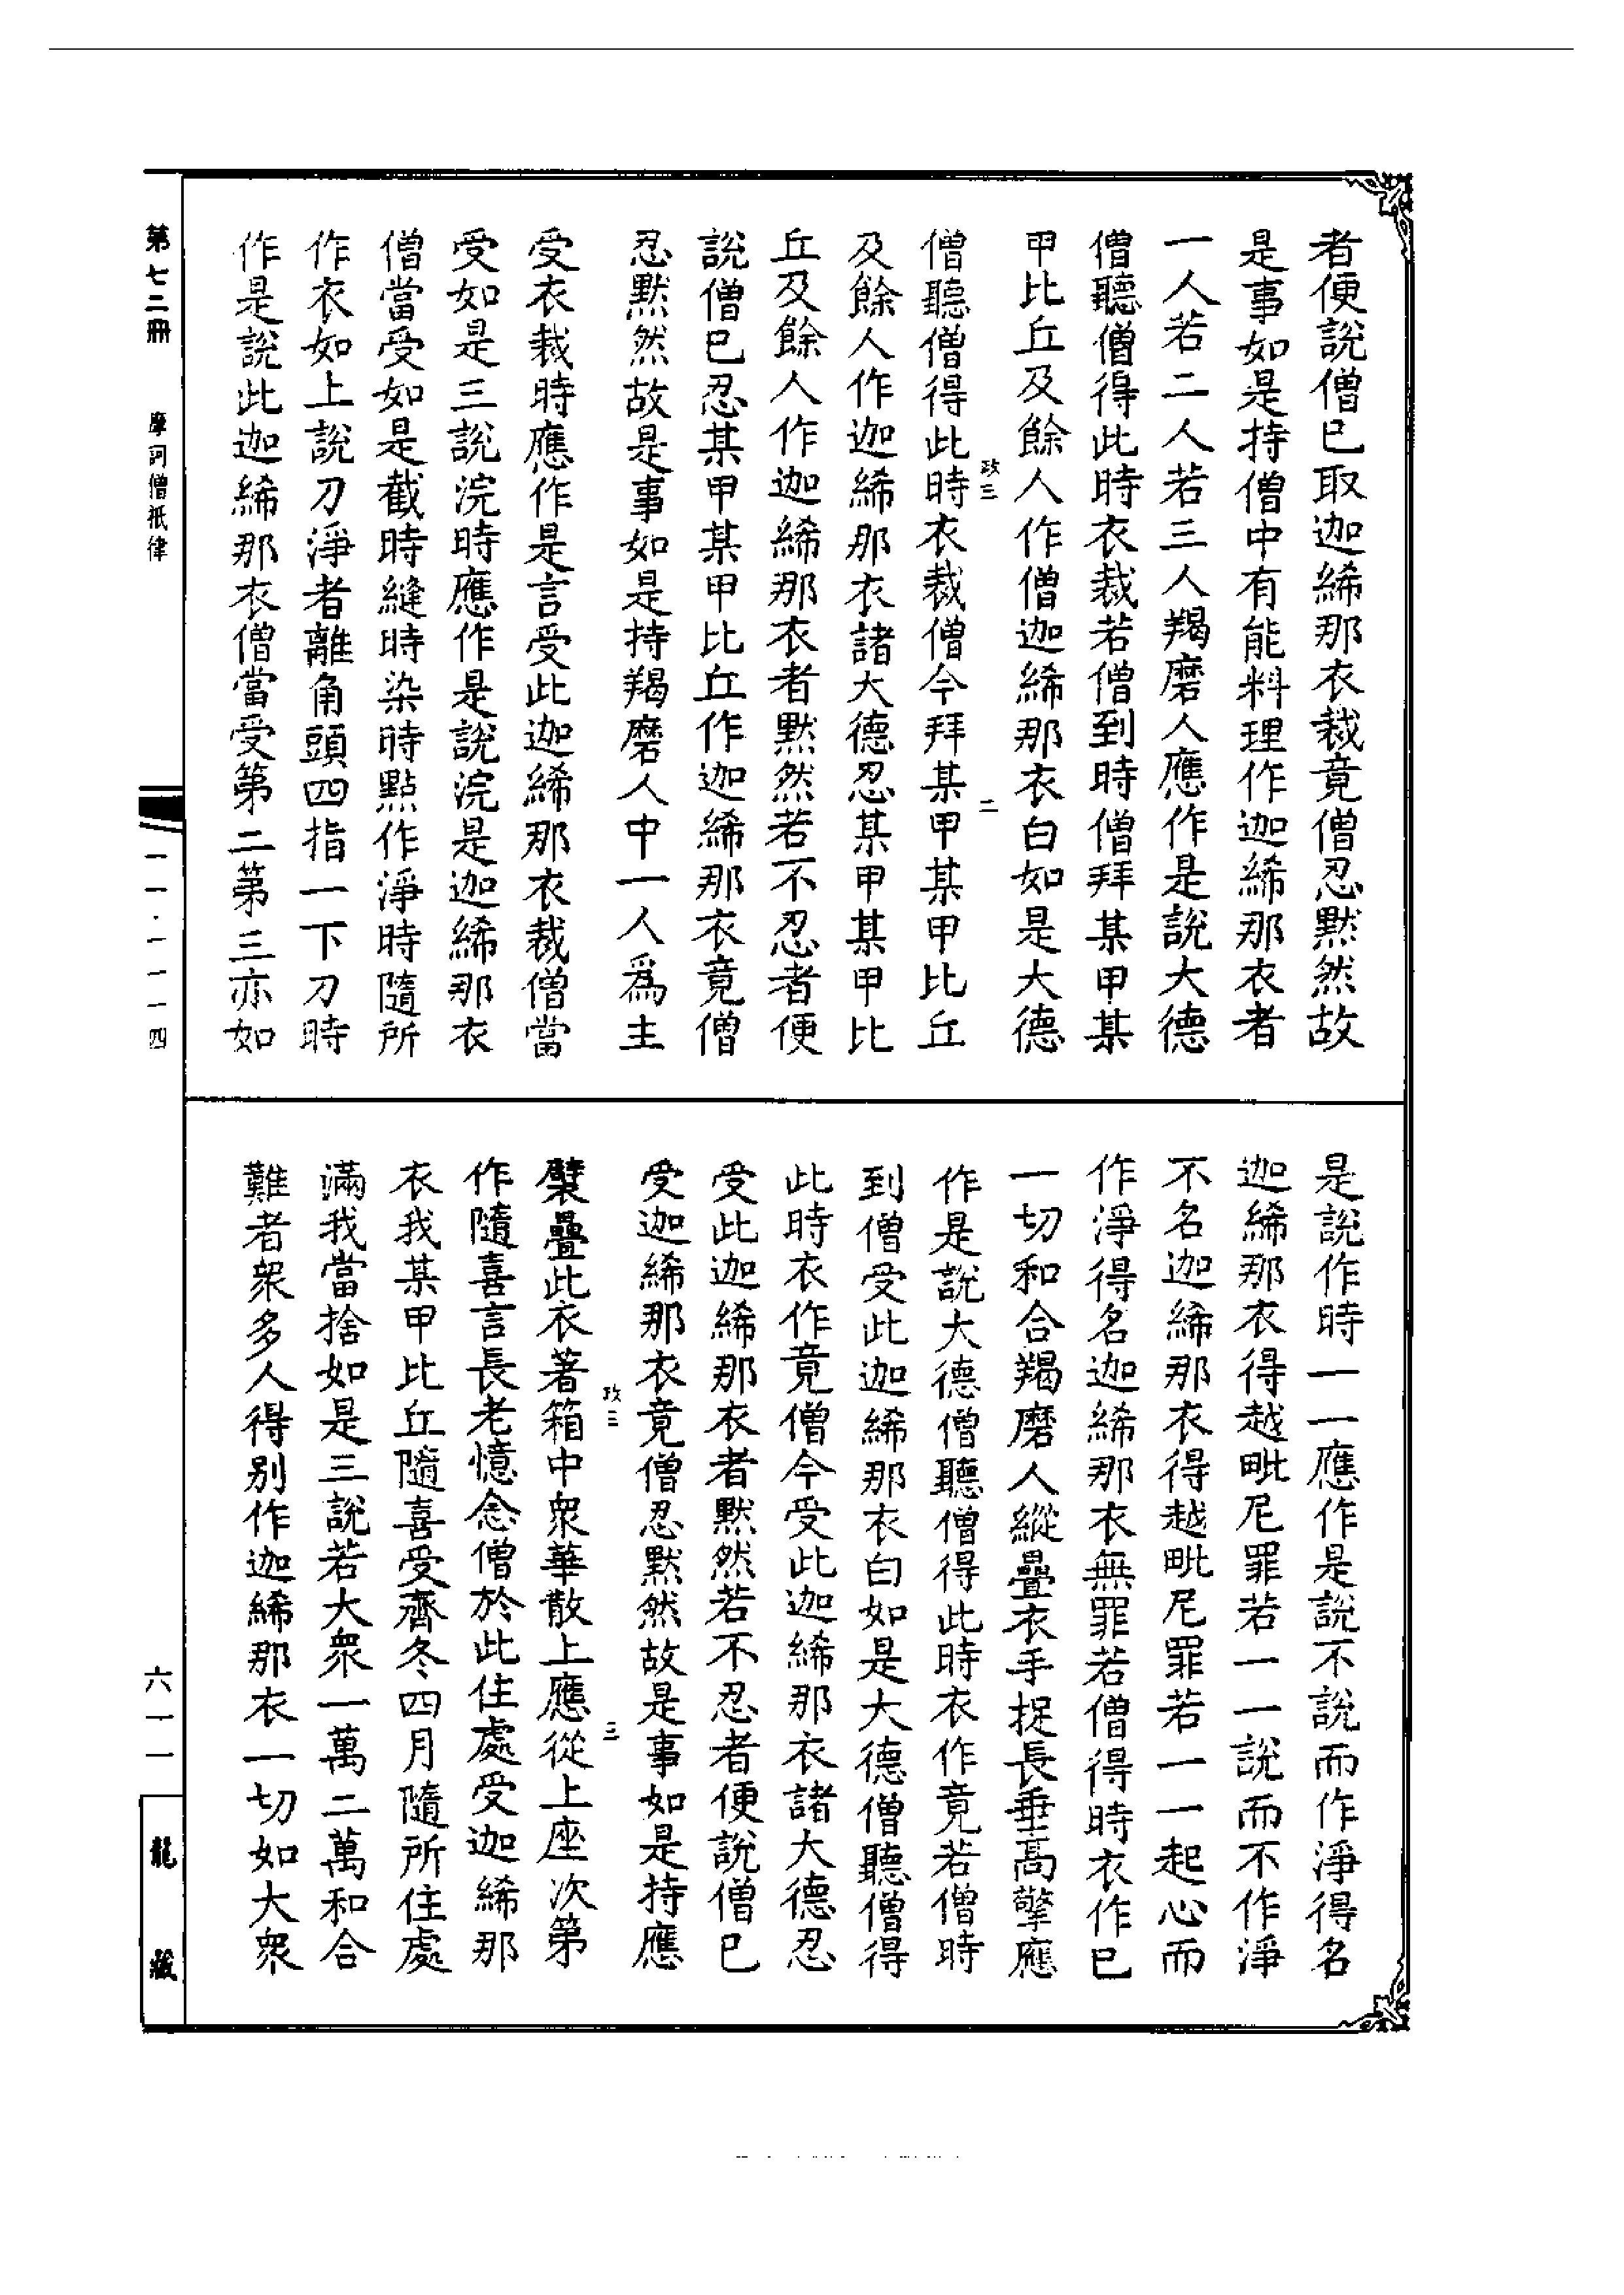 者便說僧已取迦絺那衣裁竟僧忍默然故
是事如是持僧中有能料理作迦絺那衣者
一人若二人若三人羯磨人應作是說大德
僧聽僧得此時衣裁若僧到時僧拜某甲某
甲比丘及餘人作僧迦絺那衣白如是大德
政三 二
僧聽僧得此時衣裁僧今拜某甲某甲比丘
及餘人作迦絺那衣諸大德忍某甲某甲比
丘及餘人作迦絺那衣者默然若不忍者便
說僧已忍某甲某甲比丘作迦絺那衣竟僧
忍默然故是事如是持羯磨人中一人為主
受衣裁時應作是言受此迦絺那衣裁僧當
受如是三說浣時應作是說浣是迦絺那衣
僧當受如是截時縫時染時點作淨時隨所
作衣如上說刀淨者離角頭四指一下刀時
作是說此迦絺那衣僧當受第二第三亦如
是說作時一一應作是說不說而作淨得名
迦絺那衣得越毗尼罪若一一說而不作淨
不名迦絺那衣得越毗尼罪若一一起心而
作淨得名迦絺那衣無罪若僧得時衣作已
一切和合羯磨人縱疊衣手捉長垂高擎應
作是說大德僧聽僧得此時衣作竟若僧時
到僧受此迦絺那衣白如是大德僧聽僧得
此時衣作竟僧今受此迦絺那衣諸大德忍
受此迦絺那衣者默然若不忍者便說僧已
受迦絺那衣竟僧忍默然故是事如是持應
政三 三
襞疊此衣著箱中眾華散上應從上座次第
作隨喜言長老憶念僧於此住處受迦絺那
衣我某甲比丘隨喜受齊冬四月隨所住處
滿我當捨如是三說若大眾一萬二萬和合
難者眾多人得別作迦絺那衣一切如大眾
第七二冊 摩訶僧祇律 一一·一一一四
六一一 龍藏